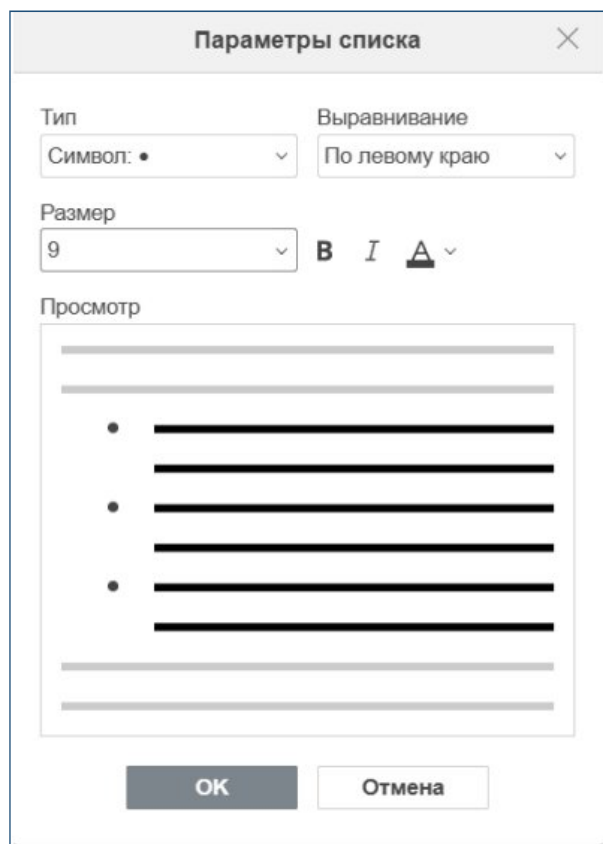 Параметры списка
Тип
Выравнивание
Символ: •
По левому краю
Размер
9
B I A
Просмотр
OK
Отмена